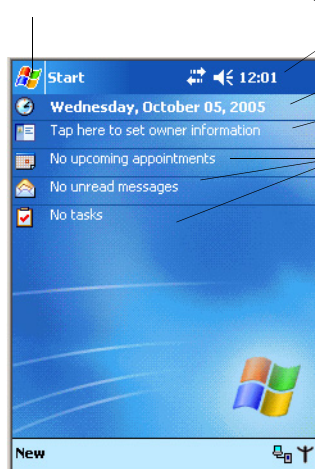 Start 12:01
Wednesday, October 05, 2005
Tap here to set owner information
No upcoming appointments
No unread messages
No tasks
New